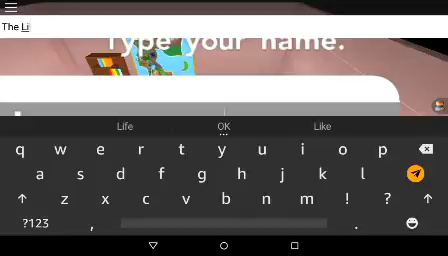 The Li
Type your name.
Life OK Like
q w e r t y u i o p
a s d f g h j k l
z x c v b n m ! ?
?123 , .